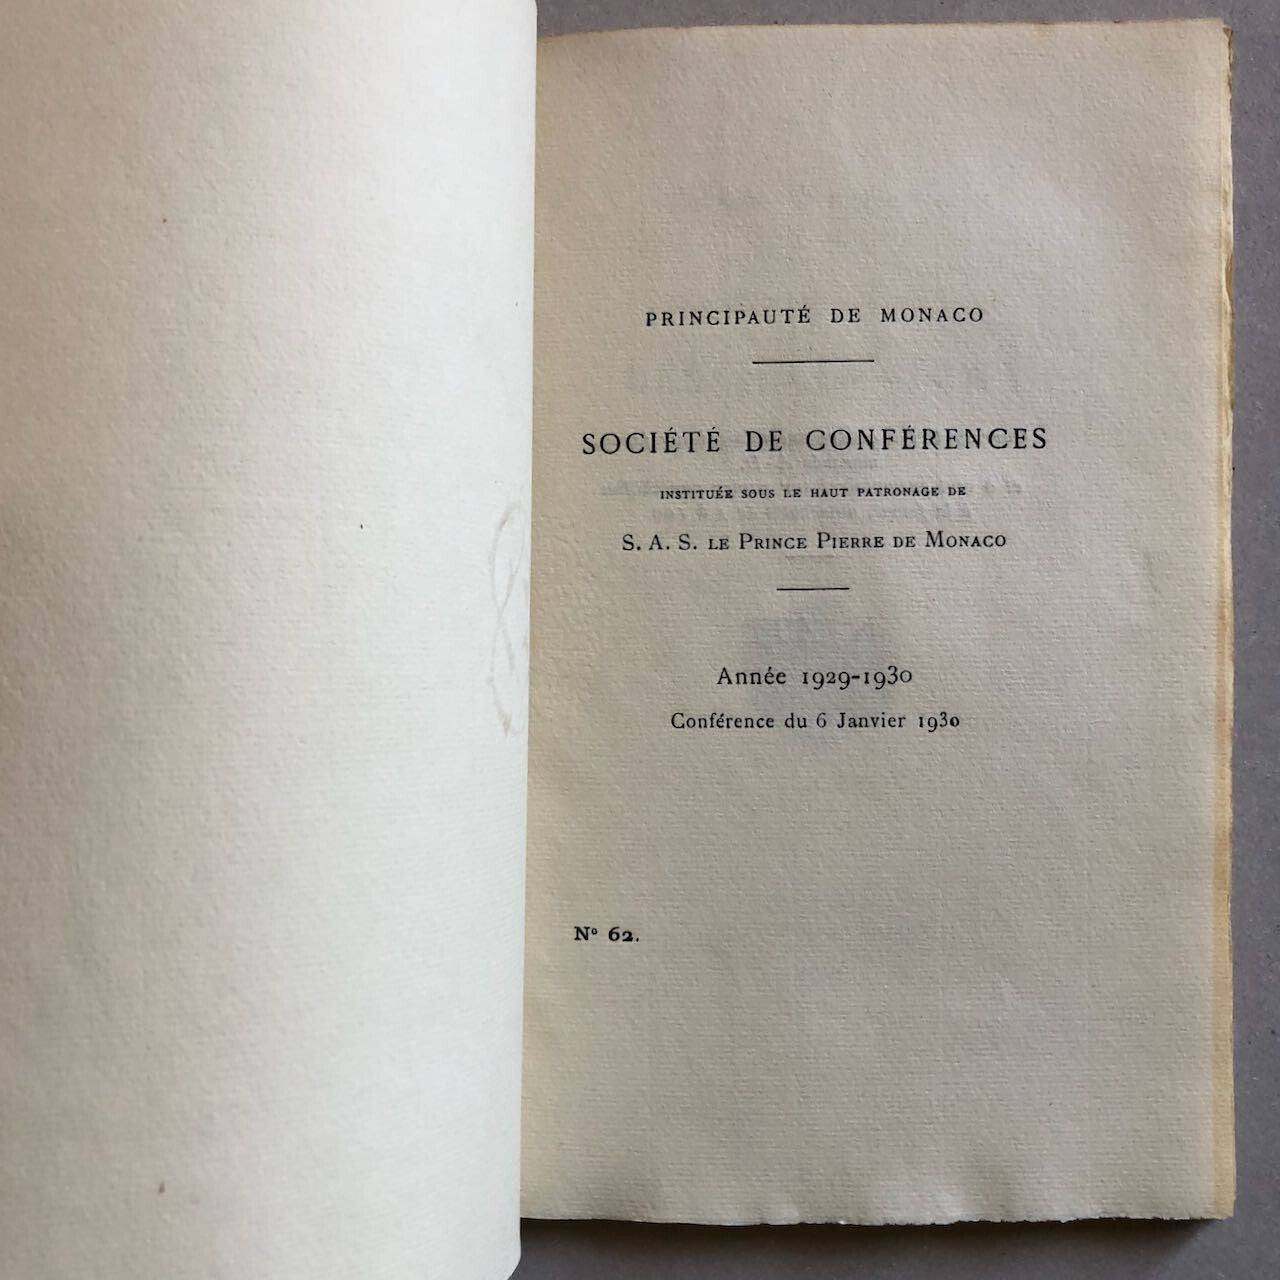 PRINCIPAUTÉ DE MONACO
SOCIÉTÉ DE CONFÉRENCES
INSTITUÉE SOUS LE HAUT PATRONAGE DE
S. A. S. LE PRINCE PIERRE DE MONACO
Année 1929-1930
Conférence du 6 Janvier 1930
Nº 62.